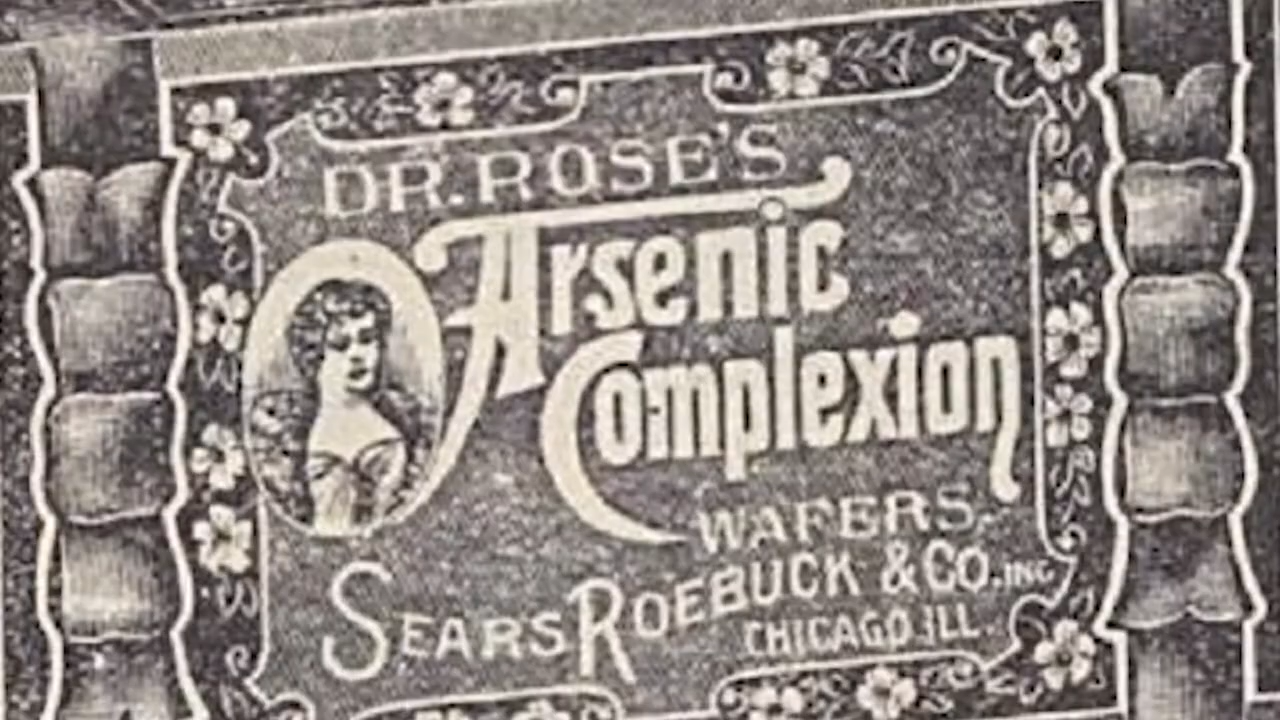 DR. ROSE'S
Arsenic
Complexion
WAFERS.
SEARS ROEBUCK & CO. INC
CHICAGO. ILL.